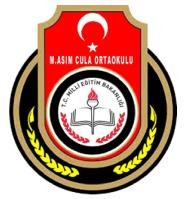 M.ASIM CULA ORTAOKULU
T.C. MİLLİ EĞİTİM BAKANLIĞI